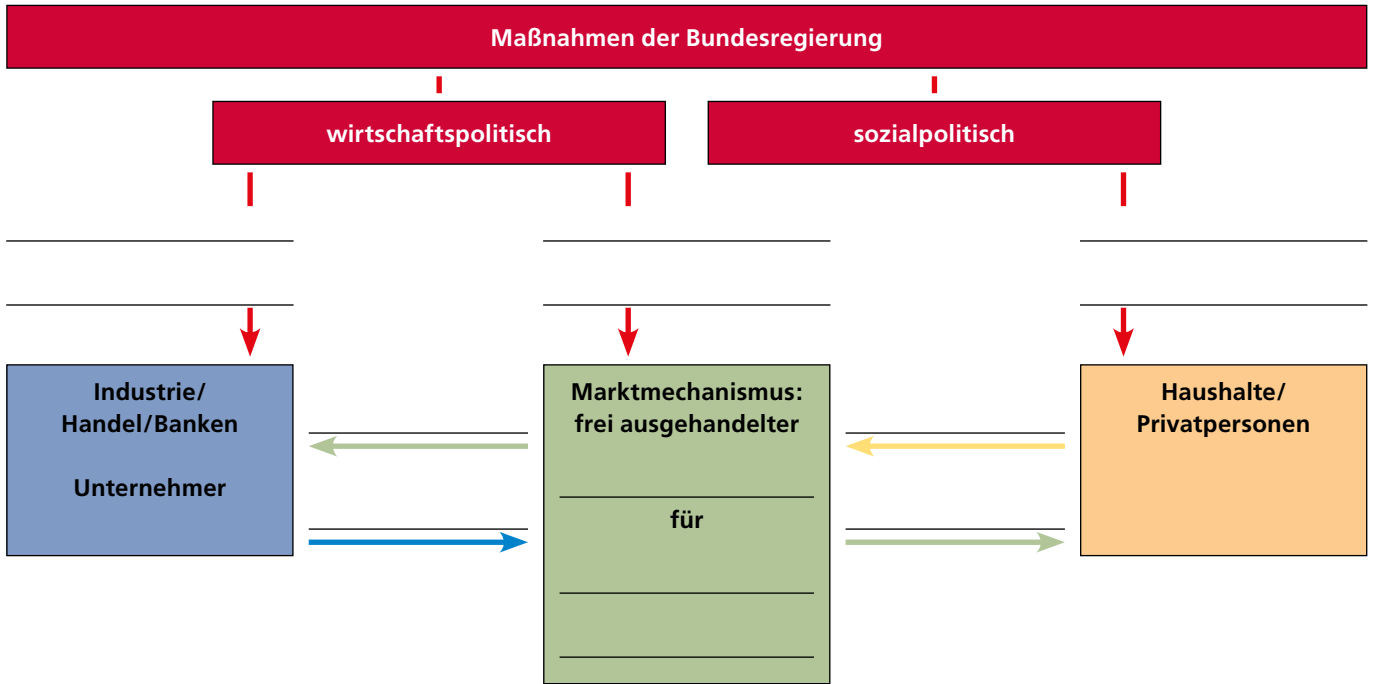 Maßnahmen der Bundesregierung
wirtschaftspolitisch
sozialpolitisch
Industrie/
Handel/Banken
Unternehmer
Marktmechanismus:
frei ausgehandelter
für
Haushalte/
Privatpersonen